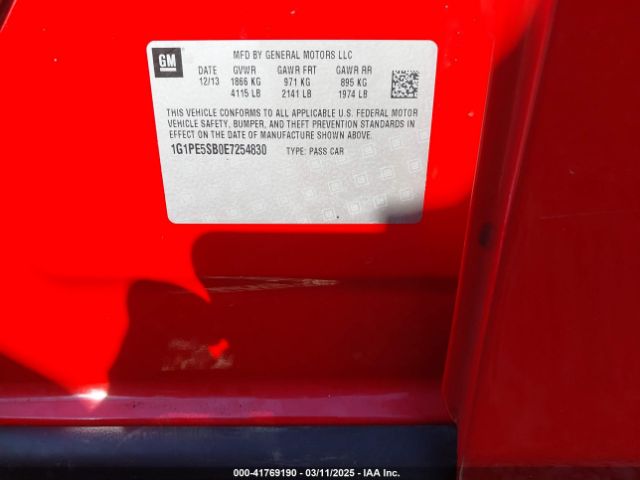 GM
MFD BY GENERAL MOTORS LLC
DATE GVWR GAWR FRT GAWR RR
12/13 1866 KG 971 KG 895 KG
4115 LB 2141 LB 1974 LB
THIS VEHICLE CONFORMS TO ALL APPLICABLE U.S. FEDERAL MOTOR
VEHICLE SAFETY, BUMPER, AND THEFT PREVENTION STANDARDS IN
EFFECT ON THE DATE OF MANUFACTURE SHOWN ABOVE.
1G1PE5SB0E7254830 TYPE: PASS CAR
000-41769190 - 03/11/2025 - IAA Inc.